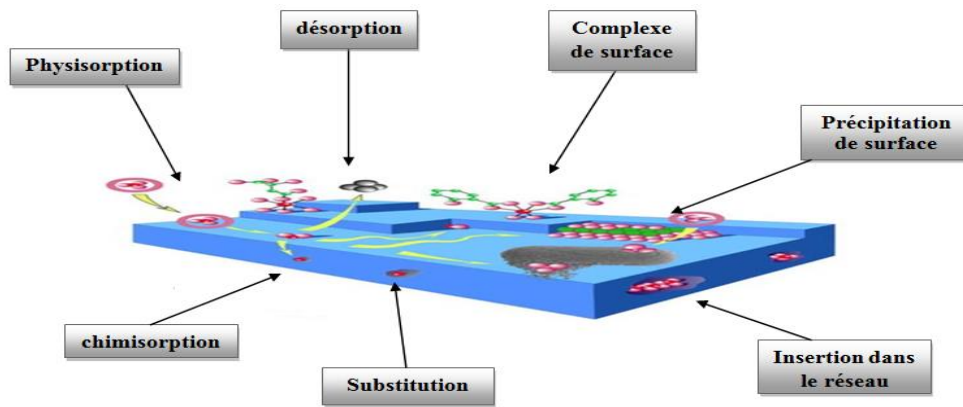 désorption
Complexe
de surface
Physisorption
Précipitation
de surface
chimisorption
Substitution
Insertion dans
le réseau